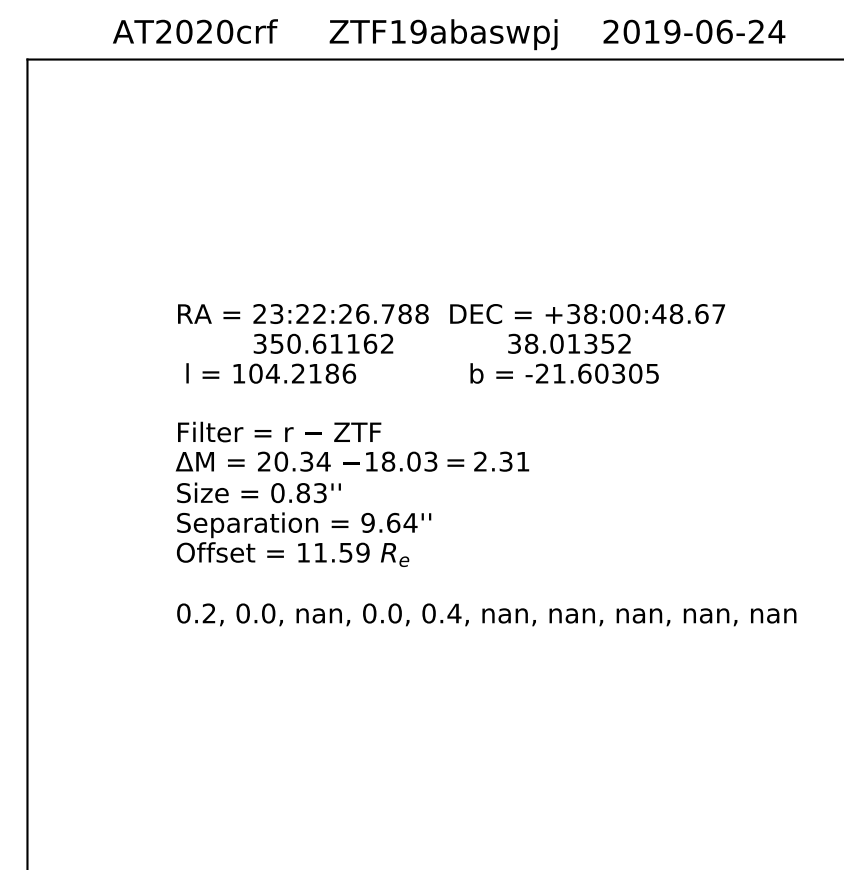 AT2020crf ZTF19abaswpj 2019-06-24
RA = 23:22:26.788 DEC = +38:00:48.67
350.61162 38.01352
l = 104.2186 b = -21.60305
Filter = r − ZTF
ΔM = 20.34 −18.03 = 2.31
Size = 0.83''
Separation = 9.64''
Offset = 11.59 Rₑ
0.2, 0.0, nan, 0.0, 0.4, nan, nan, nan, nan, nan